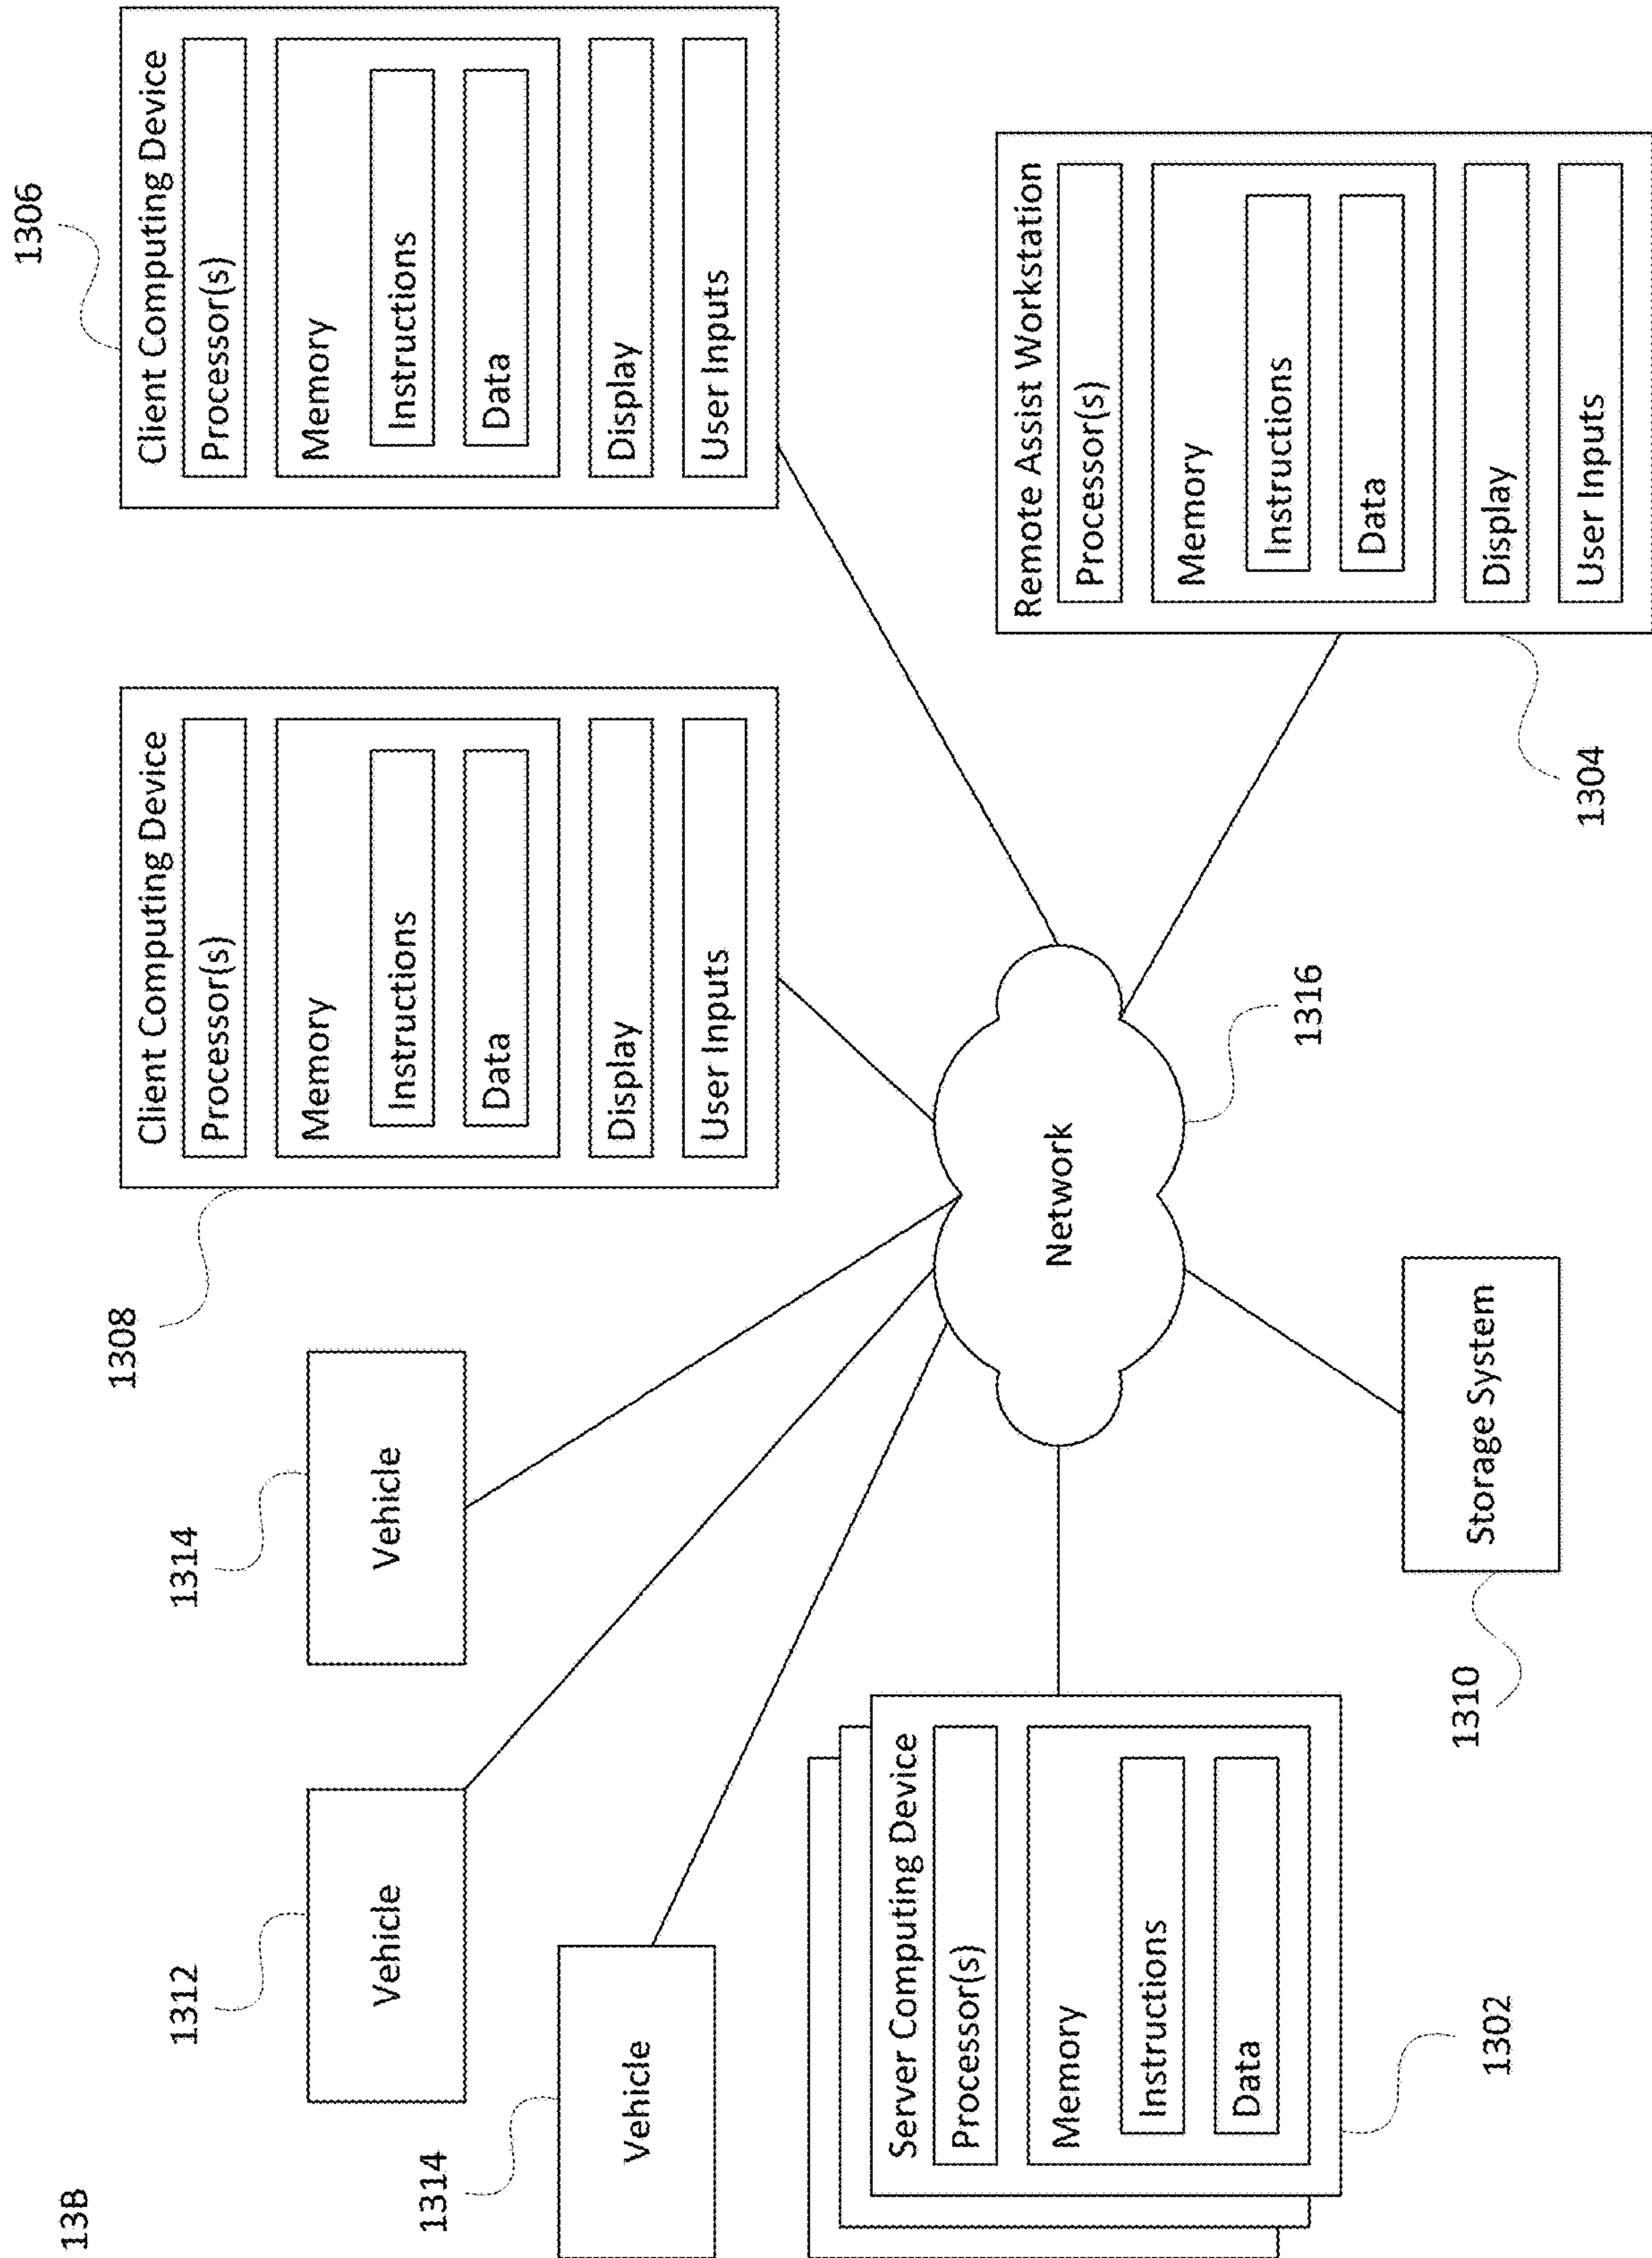 13B
1312
Vehicle
1314
Vehicle
1314
Vehicle
1308
Client Computing Device
Processor(s)
Memory
Instructions
Data
Display
User Inputs
1306
Client Computing Device
Processor(s)
Memory
Instructions
Data
Display
User Inputs
Server Computing Device
Processor(s)
Memory
Instructions
Data
1302
Network
1316
Storage System
1310
Remote Assist Workstation
Processor(s)
Memory
Instructions
Data
Display
User Inputs
1304